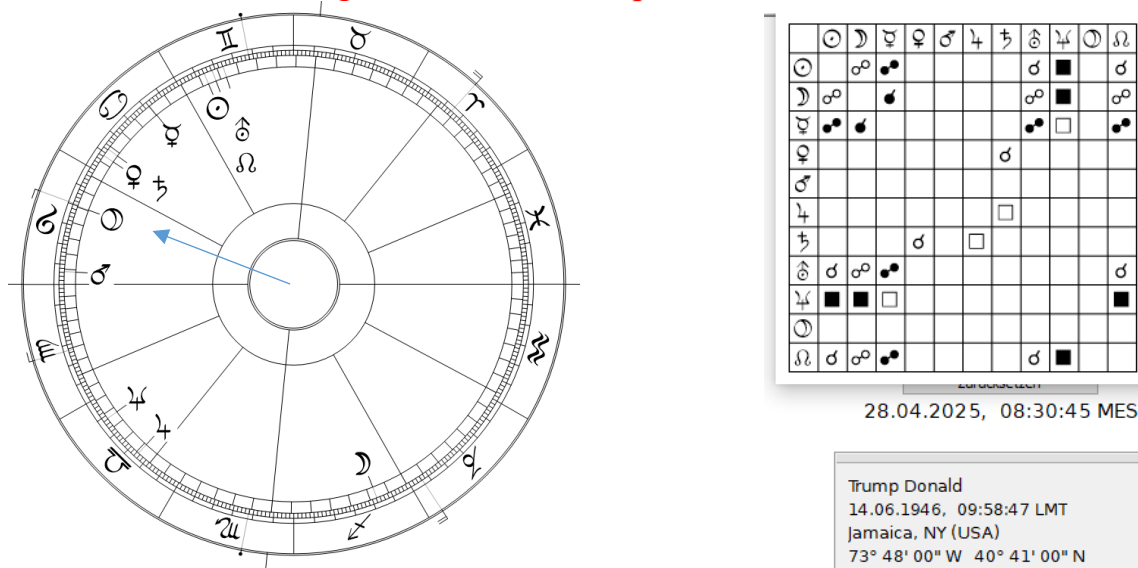 28.04.2025, 08:30:45 MES
Trump Donald
14.06.1946, 09:58:47 LMT
Jamaica, NY (USA)
73° 48' 00" W 40° 41' 00" N